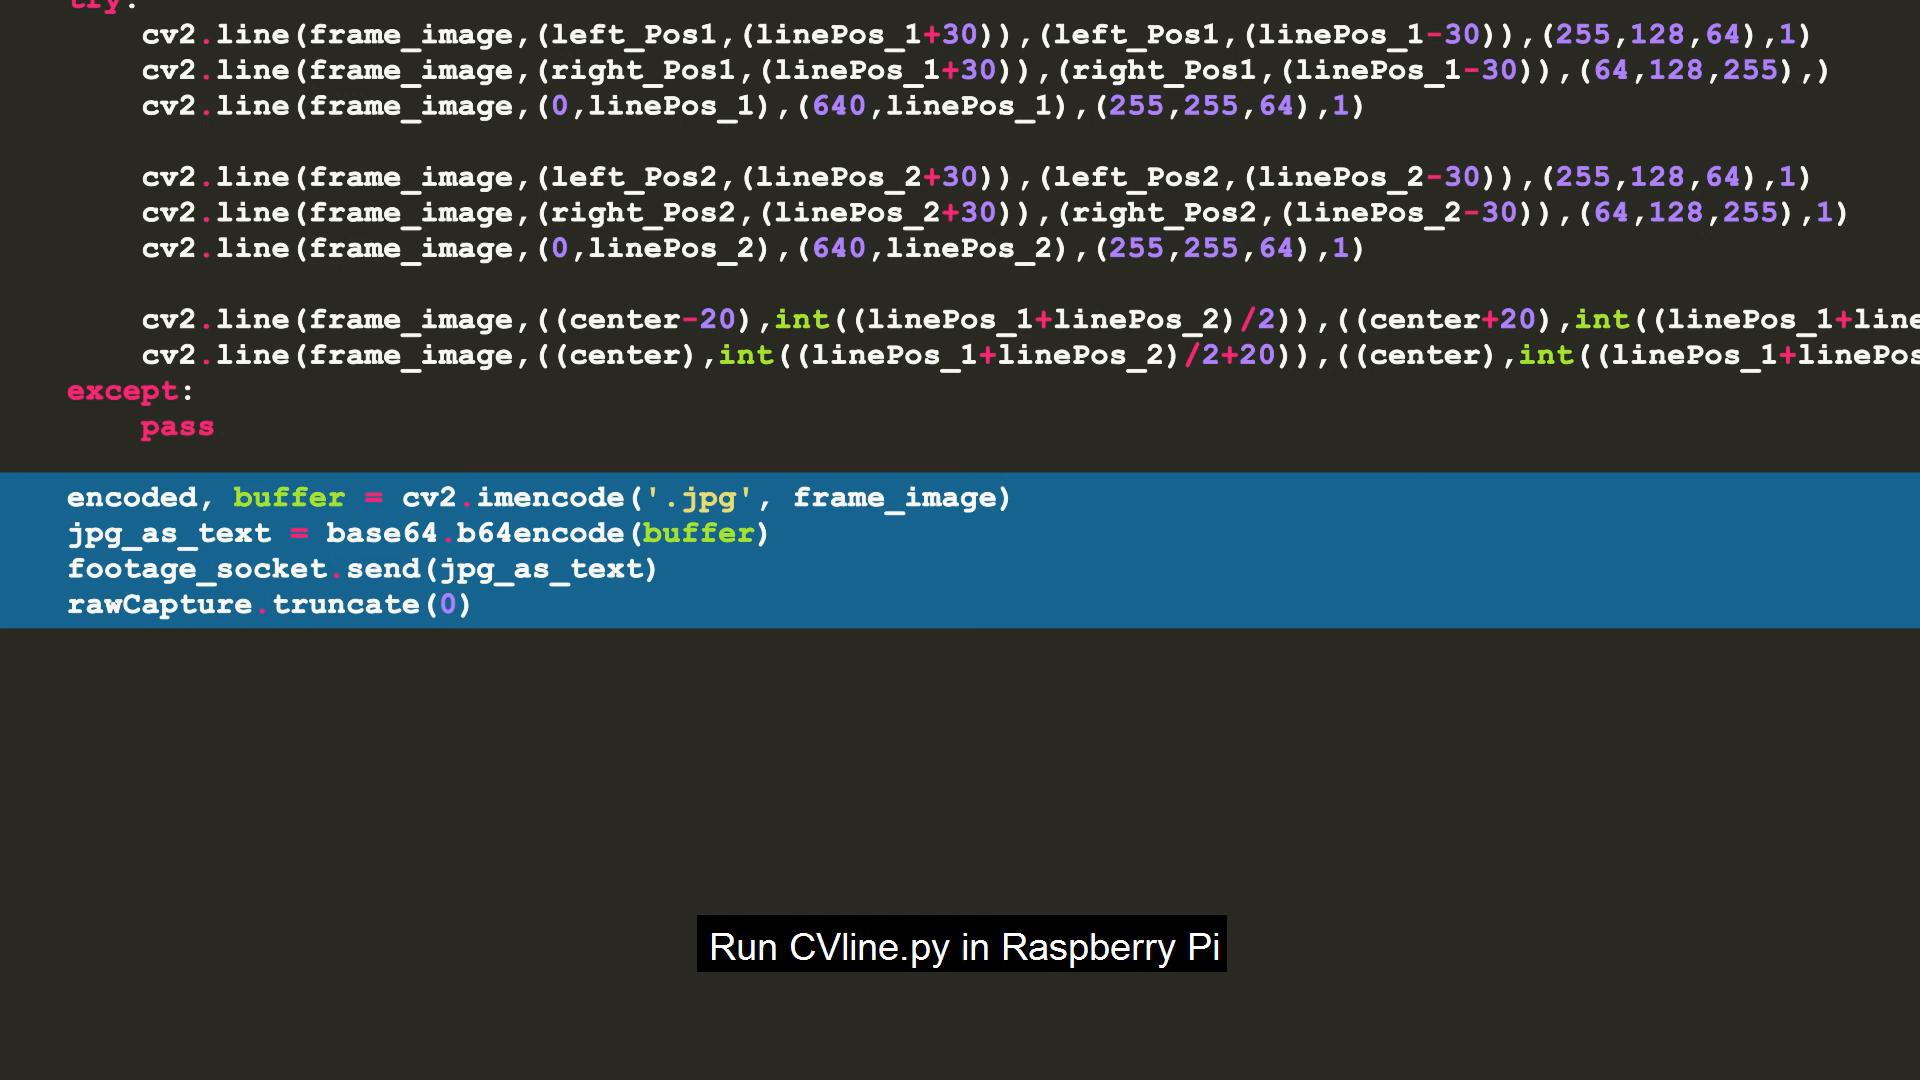 try:
cv2.line(frame_image,(left_Pos1,(linePos_1+30)),(left_Pos1,(linePos_1-30)),(255,128,64),1)
cv2.line(frame_image,(right_Pos1,(linePos_1+30)),(right_Pos1,(linePos_1-30)),(64,128,255),)
cv2.line(frame_image,(0,linePos_1),(640,linePos_1),(255,255,64),1)
cv2.line(frame_image,(left_Pos2,(linePos_2+30)),(left_Pos2,(linePos_2-30)),(255,128,64),1)
cv2.line(frame_image,(right_Pos2,(linePos_2+30)),(right_Pos2,(linePos_2-30)),(64,128,255),1)
cv2.line(frame_image,(0,linePos_2),(640,linePos_2),(255,255,64),1)
cv2.line(frame_image,((center-20),int((linePos_1+linePos_2)/2)),((center+20),int((linePos_1+line
cv2.line(frame_image,((center),int((linePos_1+linePos_2)/2+20)),((center),int((linePos_1+linePos
except:
pass
encoded, buffer = cv2.imencode('.jpg', frame_image)
jpg_as_text = base64.b64encode(buffer)
footage_socket.send(jpg_as_text)
rawCapture.truncate(0)
Run CVline.py in Raspberry Pi